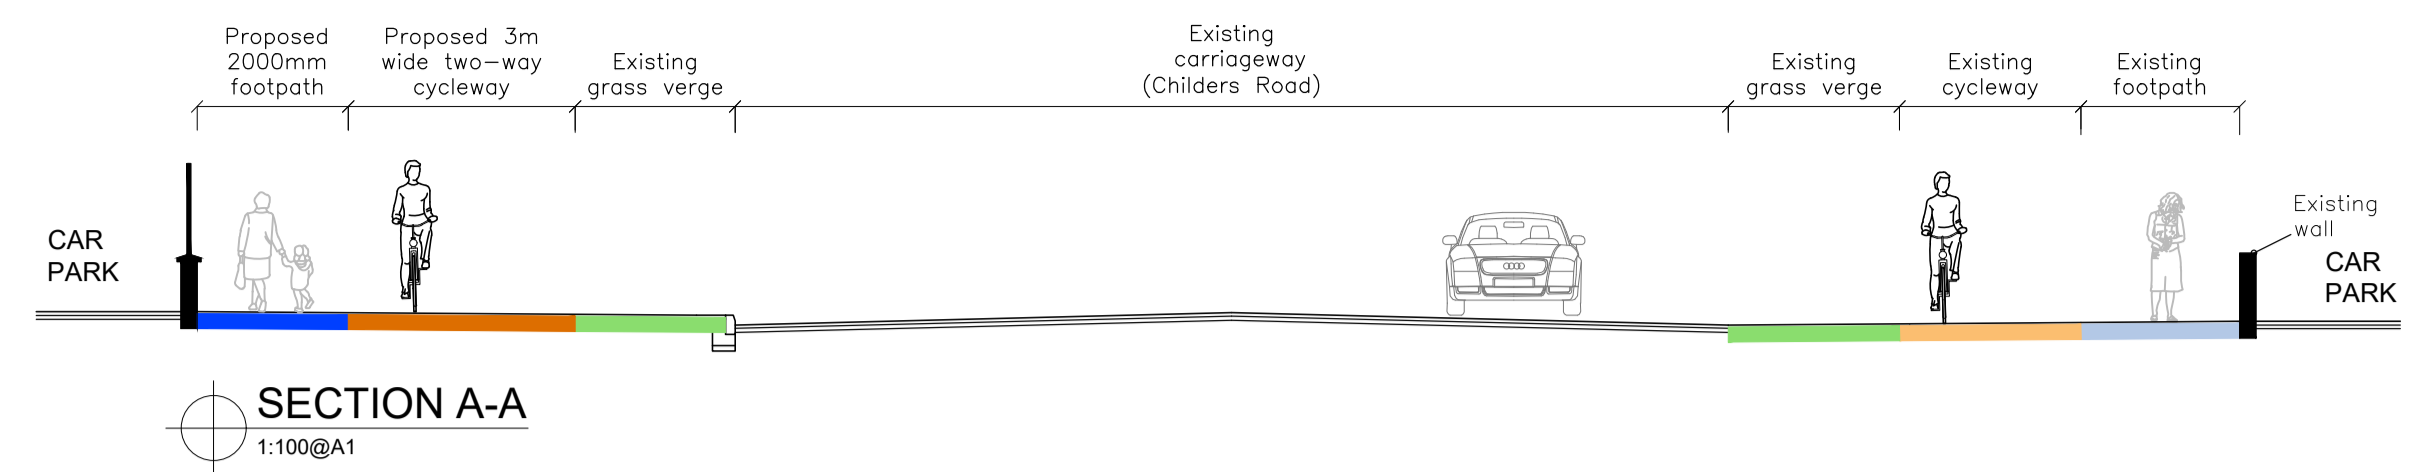 Proposed
2000mm
footpath
Proposed 3m
wide two-way
cycleway
Existing
grass verge
Existing
carriageway
(Childers Road)
Existing
grass verge
Existing
cycleway
Existing
footpath
CAR
PARK
Existing
wall
CAR
PARK
SECTION A-A
1:100@A1